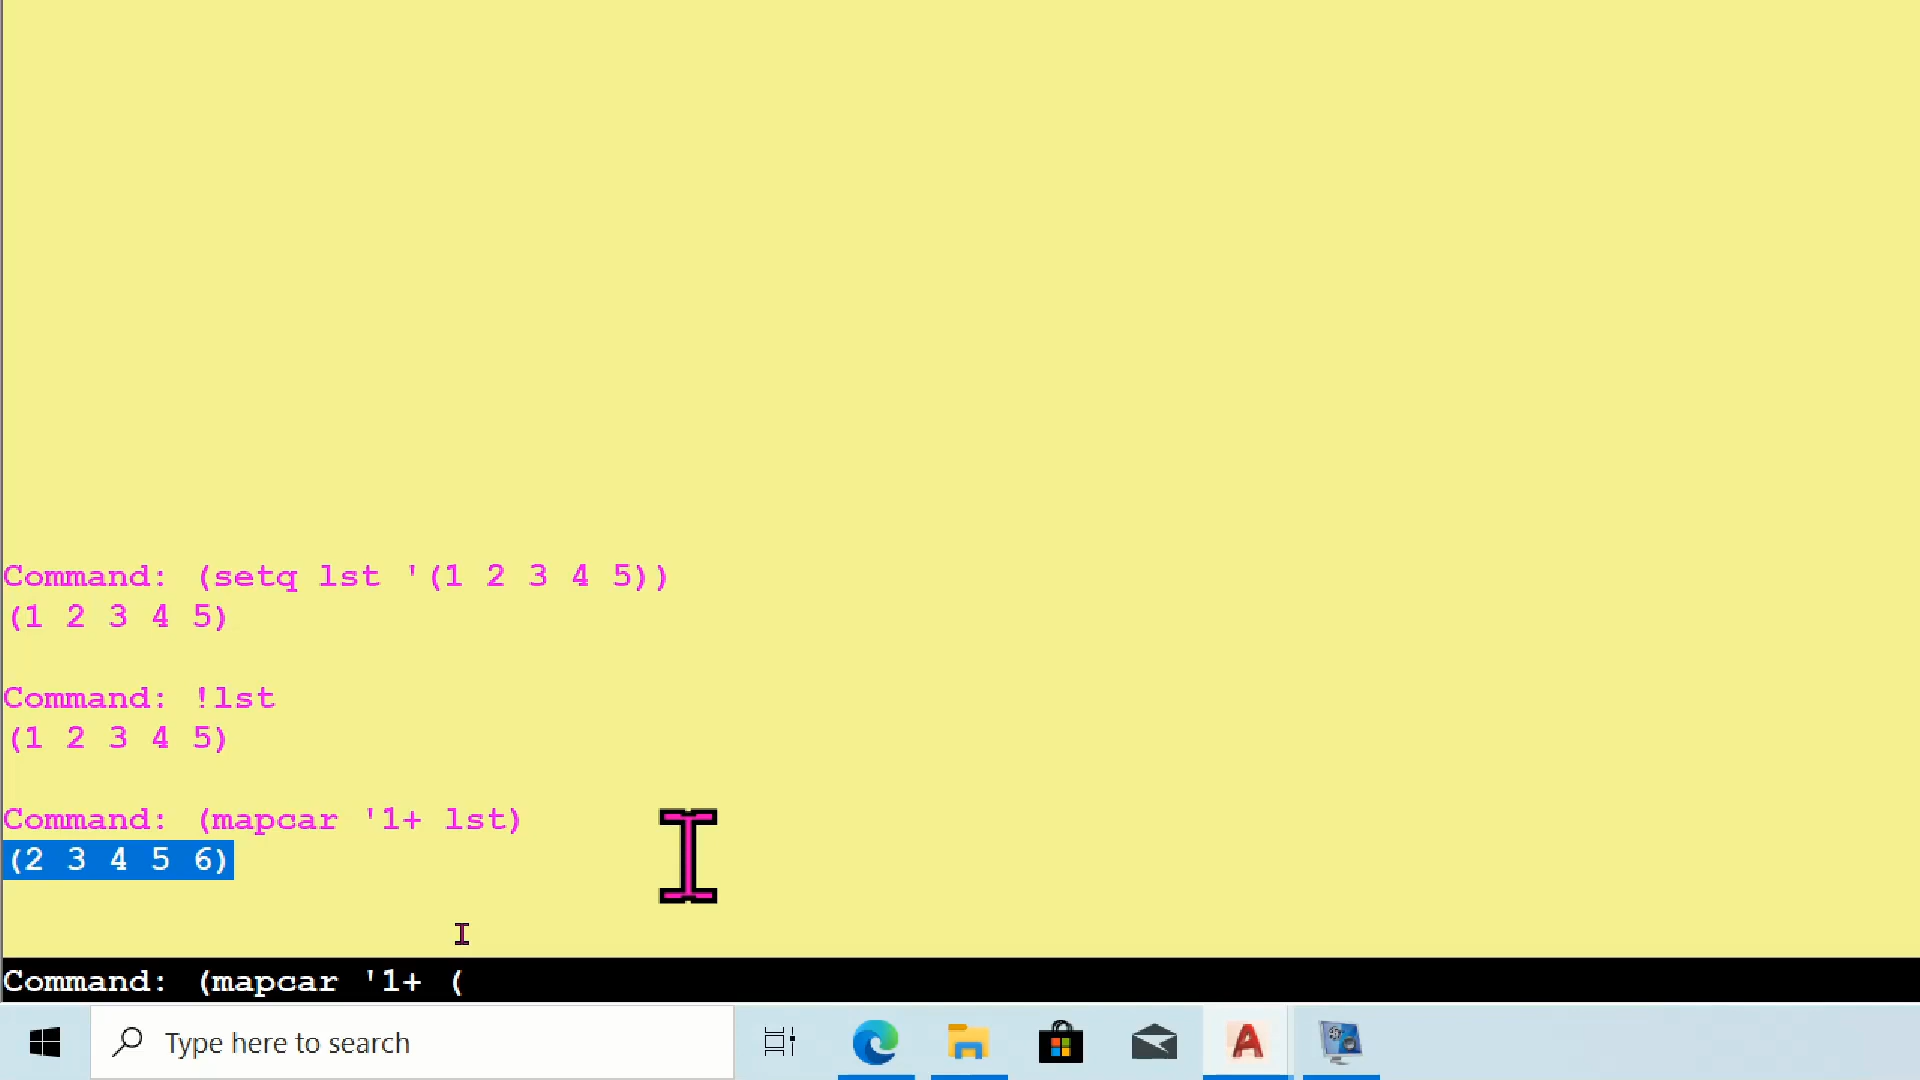 Command: (setq lst '(1 2 3 4 5))
(1 2 3 4 5)
Command: !lst
(1 2 3 4 5)
Command: (mapcar '1+ lst)
(2 3 4 5 6)
Command: (mapcar '1+ (
Type here to search